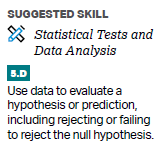 SUGGESTED SKILL
Statistical Tests and
Data Analysis
5.D
Use data to evaluate a
hypothesis or prediction,
including rejecting or failing
to reject the null hypothesis.